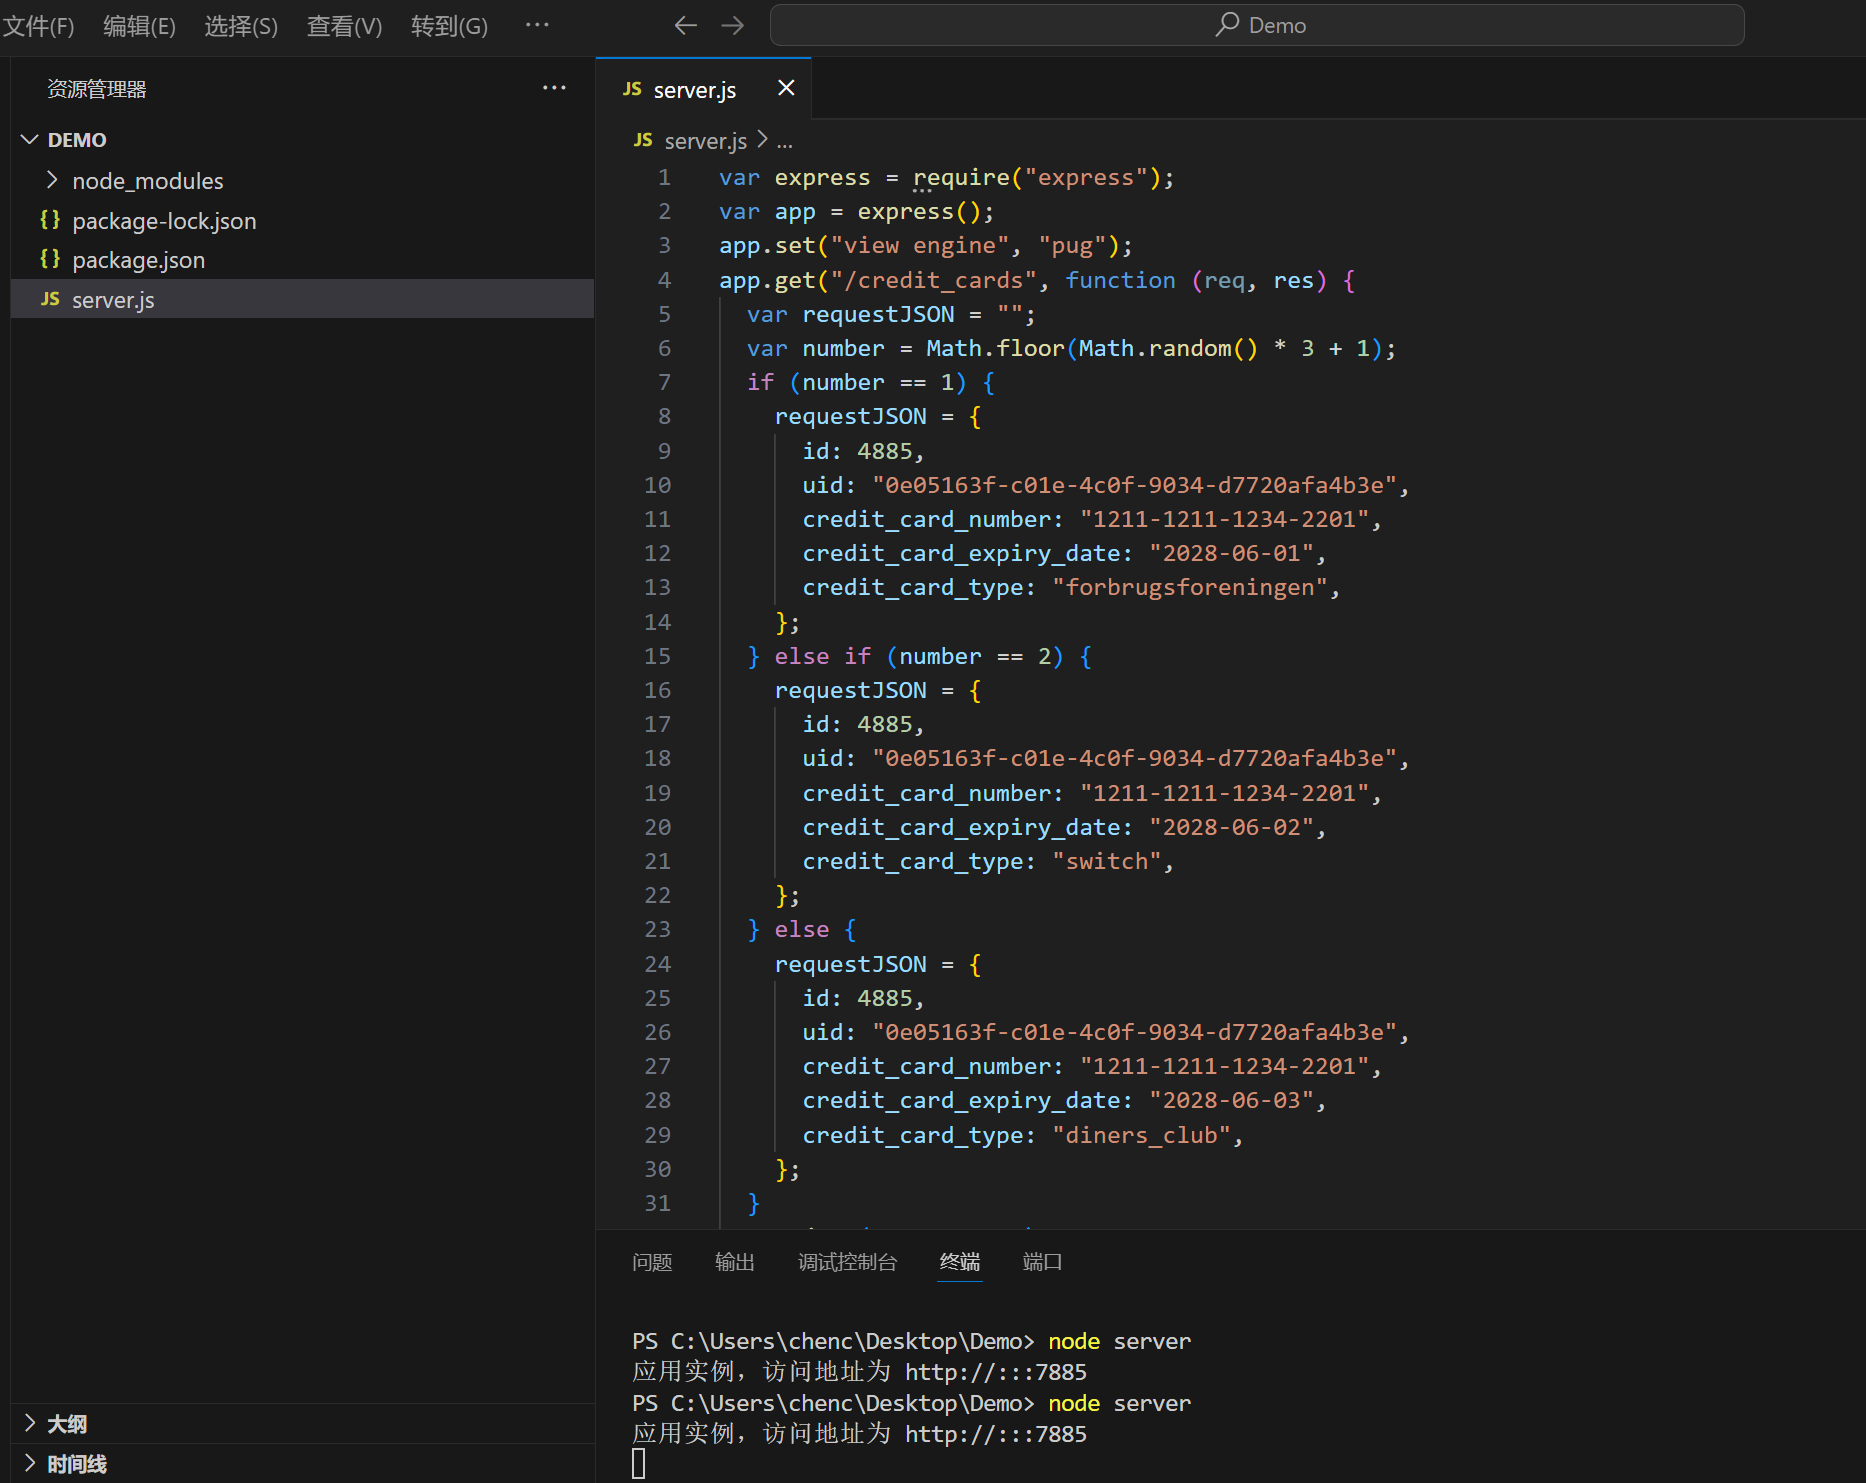 文件(F) 编辑(E) 选择(S) 查看(V) 转到(G) ··· Demo
资源管理器 ···
DEMO
node_modules
{} package-lock.json
{} package.json
JS server.js
JS server.js
JS server.js > ...
1 var express = require("express");
2 var app = express();
3 app.set("view engine", "pug");
4 app.get("/credit_cards", function (req, res) {
5 var requestJSON = "";
6 var number = Math.floor(Math.random() * 3 + 1);
7 if (number == 1) {
8 requestJSON = {
9 id: 4885,
10 uid: "0e05163f-c01e-4c0f-9034-d7720afa4b3e",
11 credit_card_number: "1211-1211-1234-2201",
12 credit_card_expiry_date: "2028-06-01",
13 credit_card_type: "forbrugsforeningen",
14 };
15 } else if (number == 2) {
16 requestJSON = {
17 id: 4885,
18 uid: "0e05163f-c01e-4c0f-9034-d7720afa4b3e",
19 credit_card_number: "1211-1211-1234-2201",
20 credit_card_expiry_date: "2028-06-02",
21 credit_card_type: "switch",
22 };
23 } else {
24 requestJSON = {
25 id: 4885,
26 uid: "0e05163f-c01e-4c0f-9034-d7720afa4b3e",
27 credit_card_number: "1211-1211-1234-2201",
28 credit_card_expiry_date: "2028-06-03",
29 credit_card_type: "diners_club",
30 };
31 }
问题 输出 调试控制台 终端 端口
PS C:\Users\chenc\Desktop\Demo> node server
应用实例，访问地址为 http://:::7885
PS C:\Users\chenc\Desktop\Demo> node server
应用实例，访问地址为 http://:::7885
大纲
时间线